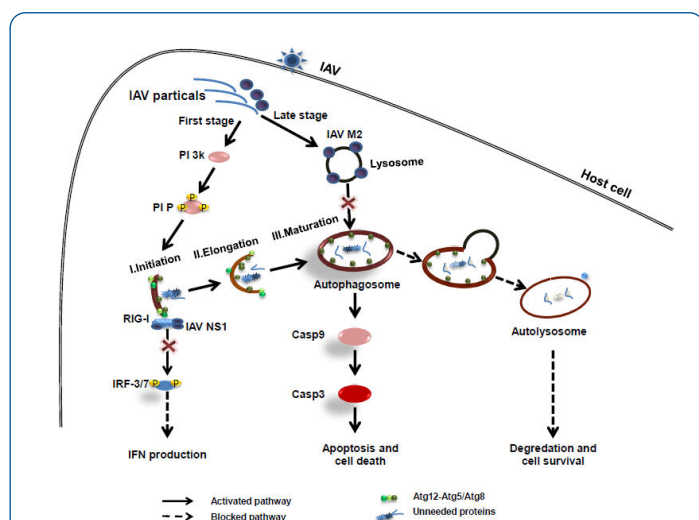 IAV
IAV particals
First stage
Late stage
IAV M2
PI 3k
Lysosome
Host cell
P
PI P
P
P
III.Maturation
II.Elongation
I.Initiation
Autophagosome
RIG-I
IAV NS1
Autolysosome
Casp9
IRF-3/7
P
P
Casp3
IFN production
Apoptosis and
cell death
Degredation and
cell survival
Activated pathway
Atg12-Atg5/Atg8
Blocked pathway
Unneeded proteins